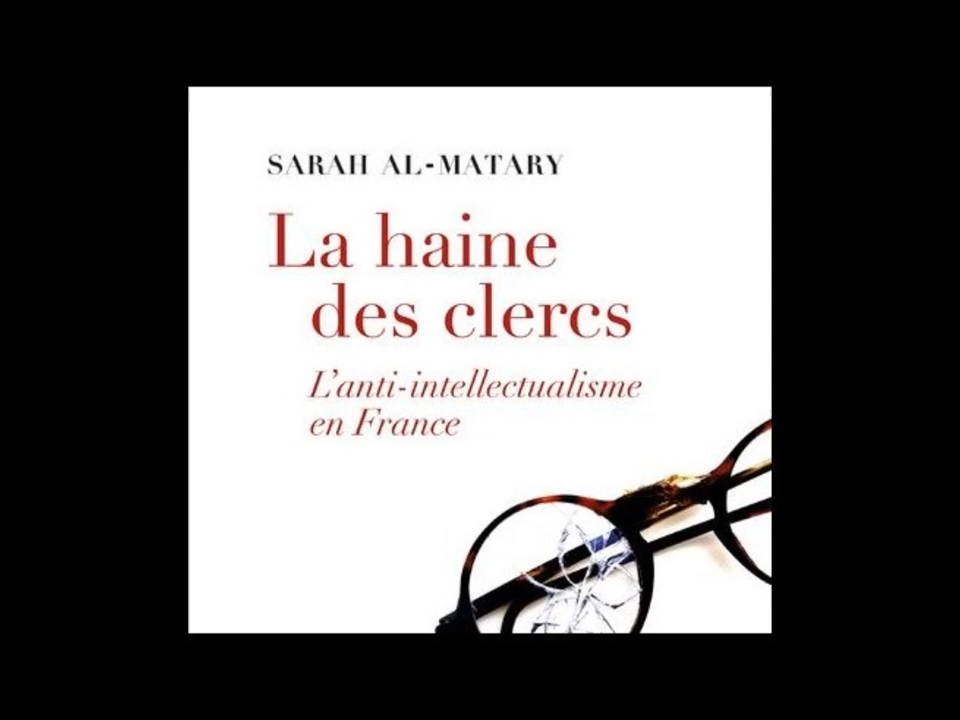 SARAH AL-MATARY
La haine
des clercs
L'anti-intellectualisme
en France